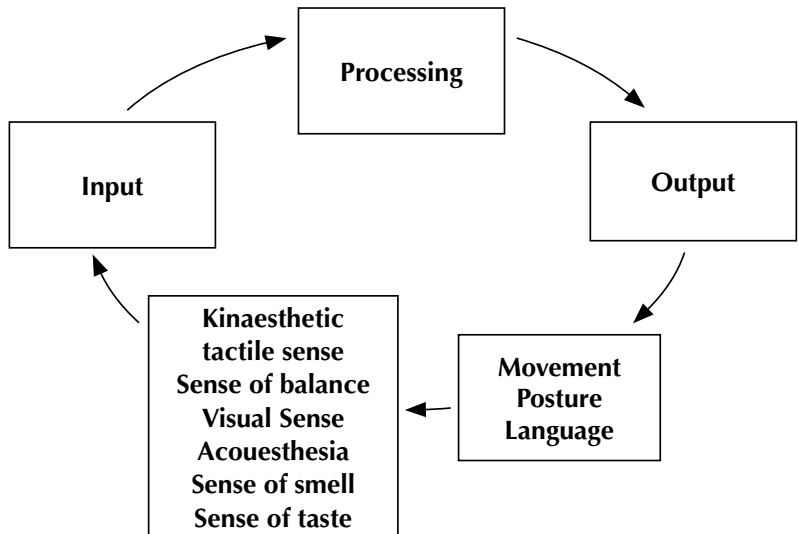 Processing
Input
Output
Kinaesthetic
tactile sense
Sense of balance
Visual Sense
Acouesthesia
Sense of smell
Sense of taste
Movement
Posture
Language